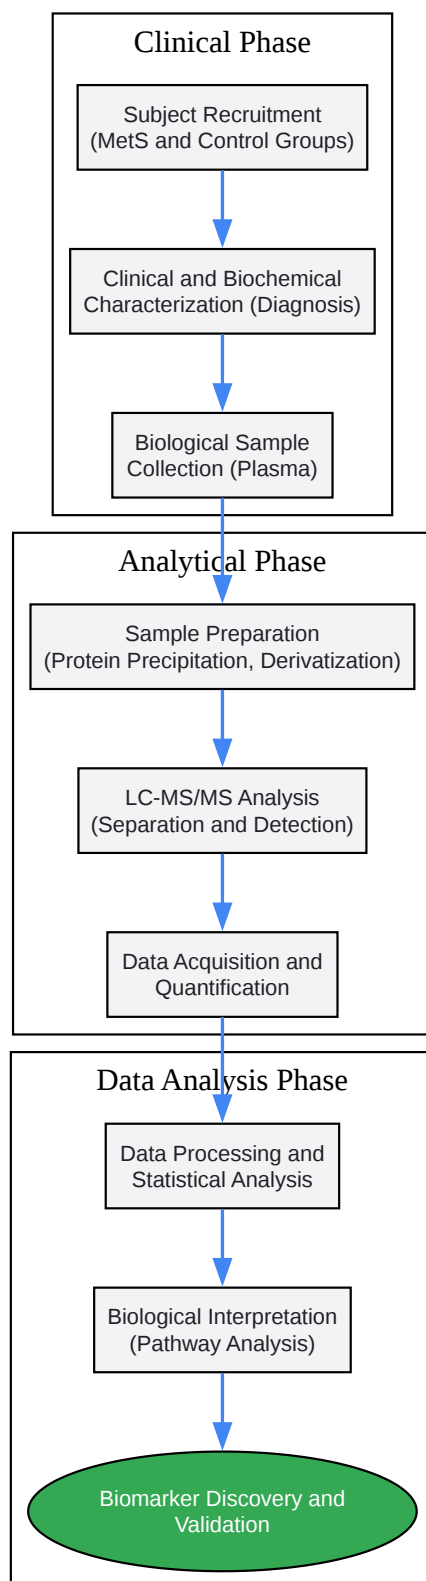 Clinical Phase
Subject Recruitment
(MetS and Control Groups)
Clinical and Biochemical
Characterization (Diagnosis)
Biological Sample
Collection (Plasma)
Analytical Phase
Sample Preparation
(Protein Precipitation, Derivatization)
LC-MS/MS Analysis
(Separation and Detection)
Data Acquisition and
Quantification
Data Analysis Phase
Data Processing and
Statistical Analysis
Biological Interpretation
(Pathway Analysis)
Biomarker Discovery and
Validation